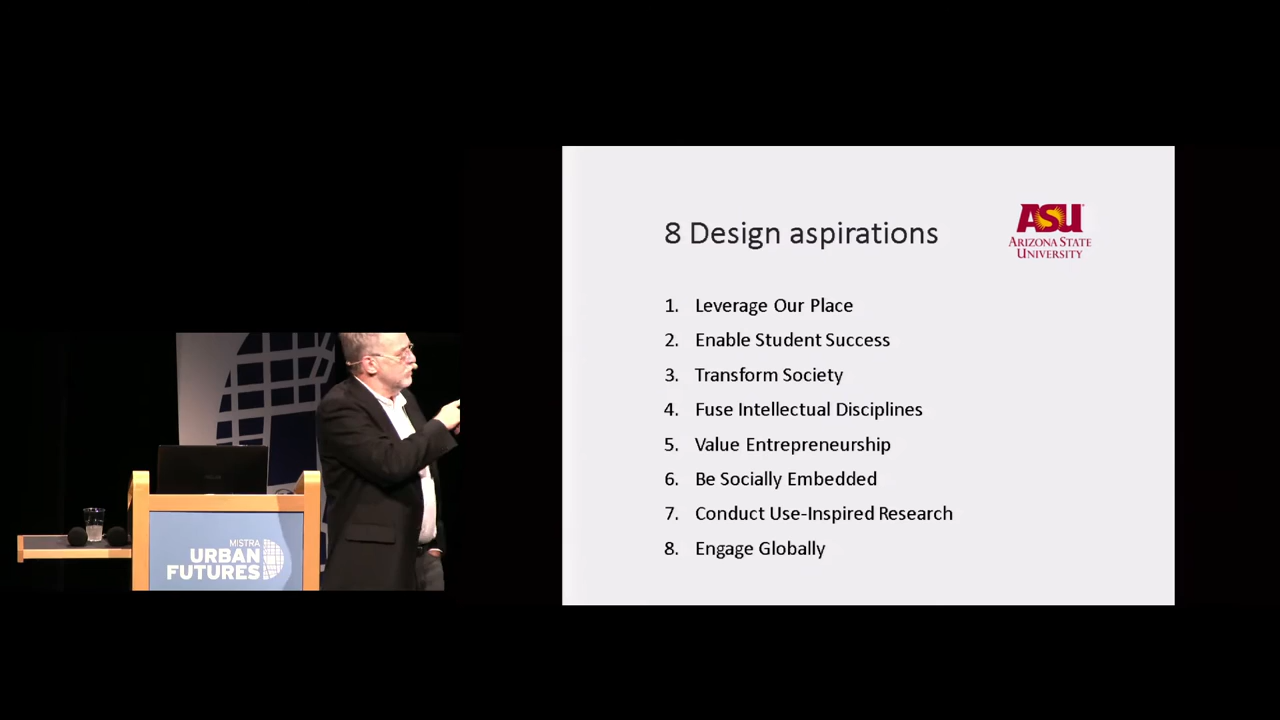 8 Design aspirations
ASU
ARIZONA STATE
UNIVERSITY
1. Leverage Our Place
2. Enable Student Success
3. Transform Society
4. Fuse Intellectual Disciplines
5. Value Entrepreneurship
6. Be Socially Embedded
7. Conduct Use-Inspired Research
8. Engage Globally
MISTRA
URBAN
FUTURES